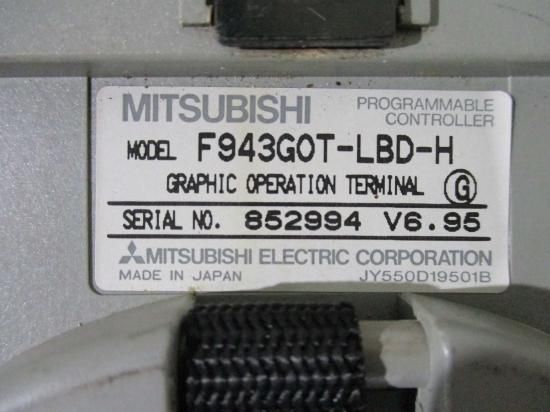 MITSUBISHI PROGRAMMABLE CONTROLLER
MODEL F943GOT-LBD-H
GRAPHIC OPERATION TERMINAL G
SERIAL NO. 852994 V6.95
MITSUBISHI ELECTRIC CORPORATION
MADE IN JAPAN JY550D19501B